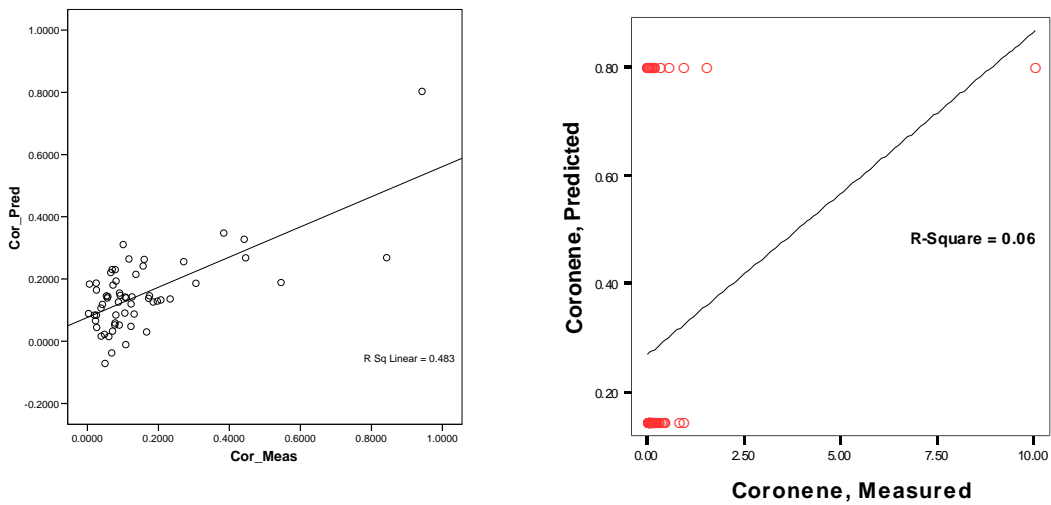 1.0000
0.8000
0.6000
0.4000
0.2000
0.0000
-0.2000
Cor_Pred
R Sq Linear = 0.483
0.0000 0.2000 0.4000 0.6000 0.8000 1.0000
Cor_Meas
0.80
0.60
0.40
0.20
Coronene, Predicted
R-Square = 0.06
0.00 2.50 5.00 7.50 10.00
Coronene, Measured